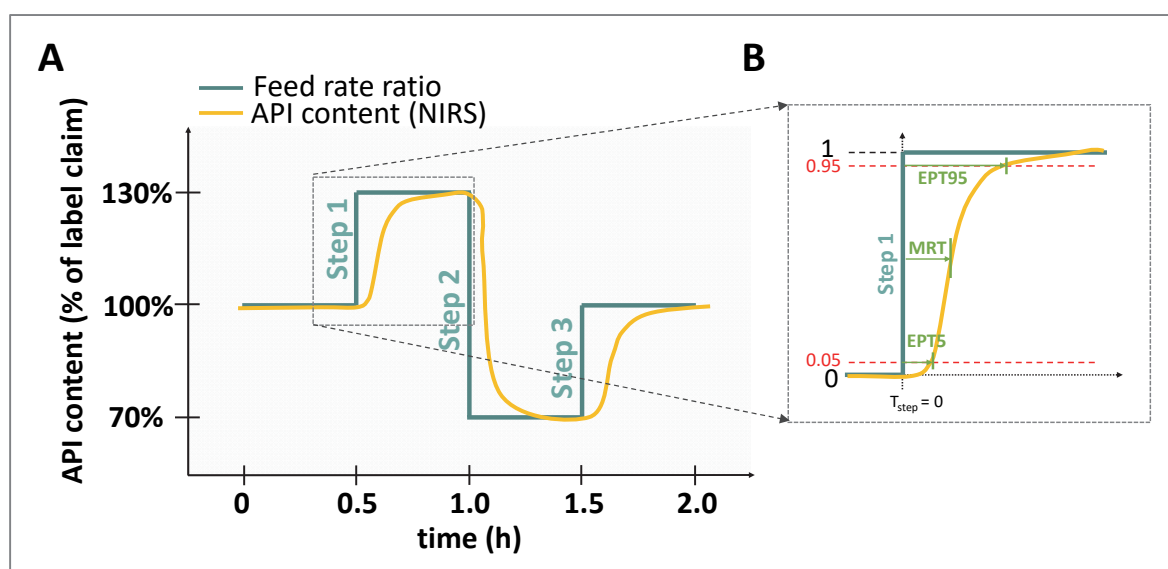 A
Feed rate ratio
API content (NIRS)
API content (% of label claim)
130%
100%
70%
Step 1
Step 2
Step 3
0
0.5
1.0
1.5
2.0
time (h)
B
1
0.95
EPT95
Step 1
MRT
EPT5
0.05
0
Tstep = 0